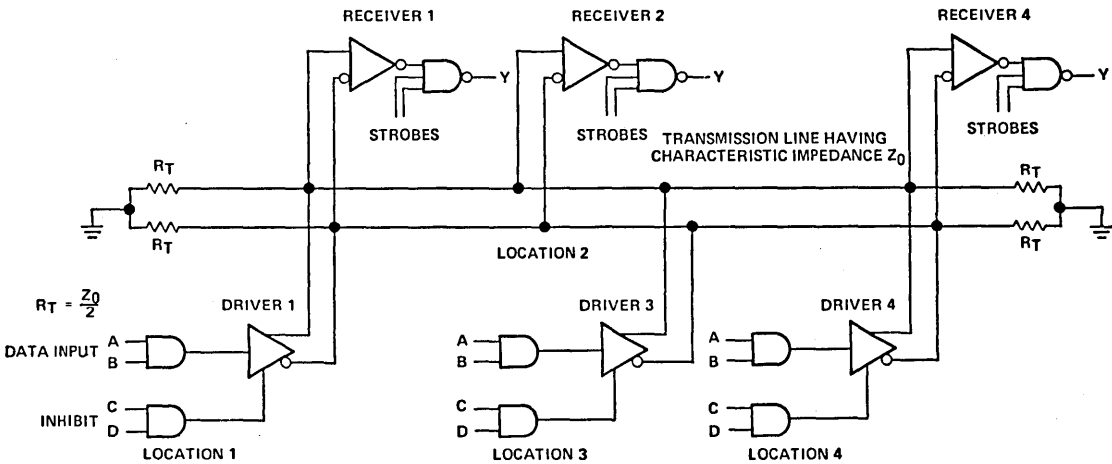 RECEIVER 1
RECEIVER 2
RECEIVER 4
Y
Y
Y
STROBES
STROBES
STROBES
TRANSMISSION LINE HAVING
CHARACTERISTIC IMPEDANCE Z0
RT
RT
RT
RT
LOCATION 2
RT = Z0/2
DRIVER 1
DRIVER 3
DRIVER 4
DATA INPUT
A
B
A
B
A
B
INHIBIT
C
D
C
D
C
D
LOCATION 1
LOCATION 3
LOCATION 4